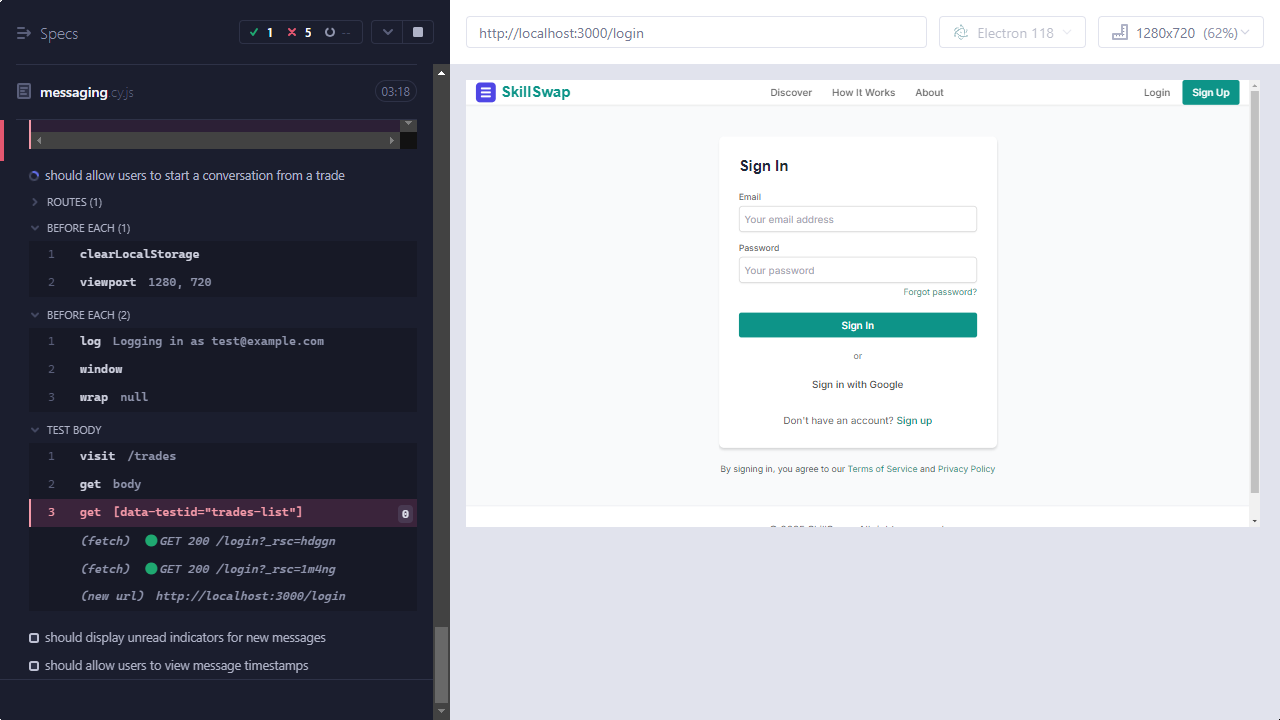 Specs
1
5
--
messaging.cy.js
03:18
should allow users to start a conversation from a trade
ROUTES (1)
BEFORE EACH (1)
1 clearLocalStorage
2 viewport 1280, 720
BEFORE EACH (2)
1 log Logging in as test@example.com
2 window
3 wrap null
TEST BODY
1 visit /trades
2 get body
3 get [data-testid="trades-list"] 0
(fetch) GET 200 /login?_rsc=hdggn
(fetch) GET 200 /login?_rsc=1m4ng
(new url) http://localhost:3000/login
should display unread indicators for new messages
should allow users to view message timestamps
http://localhost:3000/login
Electron 118
1280x720 (62%)
SkillSwap
Discover How It Works About
Login Sign Up
Sign In
Email
Your email address
Password
Your password
Forgot password?
Sign In
or
Sign in with Google
Don't have an account? Sign up
By signing in, you agree to our Terms of Service and Privacy Policy